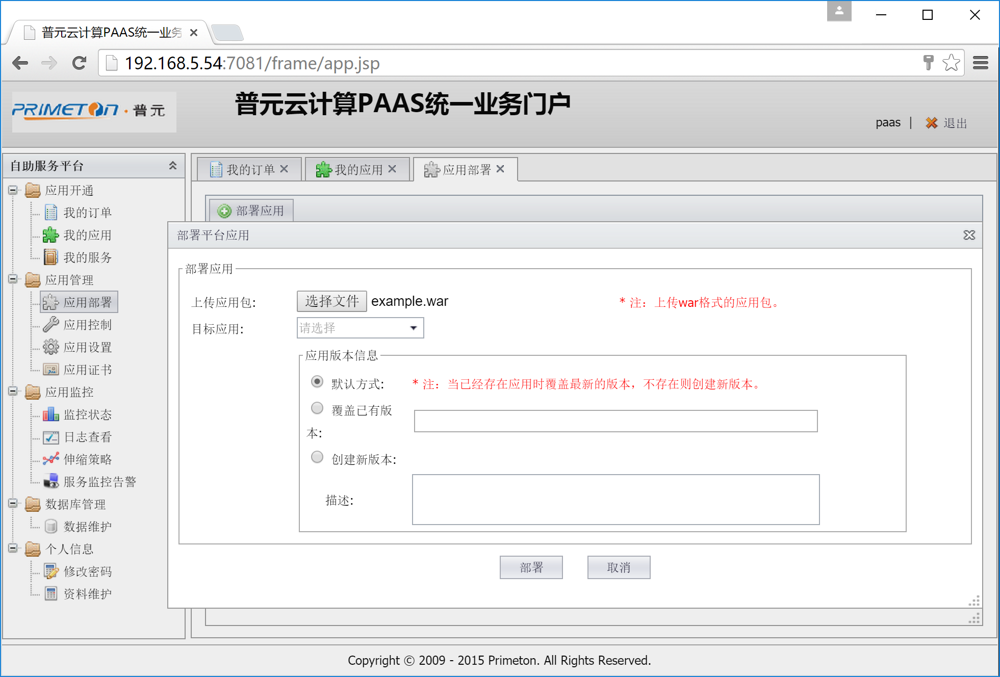 普元云计算PAAS统一业务
192.168.5.54:7081/frame/app.jsp
PRIMETON·普元
普元云计算PAAS统一业务门户
paas | 退出
自助服务平台
应用开通
我的订单
我的应用
我的服务
应用管理
应用部署
应用控制
应用设置
应用证书
应用监控
监控状态
日志查看
伸缩策略
服务监控告警
数据库管理
数据维护
个人信息
修改密码
资料维护
我的订单 我的应用 应用部署
部署应用
部署平台应用
部署应用
上传应用包: 选择文件 example.war * 注：上传war格式的应用包。
目标应用: 请选择
应用版本信息
默认方式: * 注：当已经存在应用时覆盖最新的版本，不存在则创建新版本。
覆盖已有版
本:
创建新版本:
描述:
部署 取消
Copyright © 2009 - 2015 Primeton. All Rights Reserved.